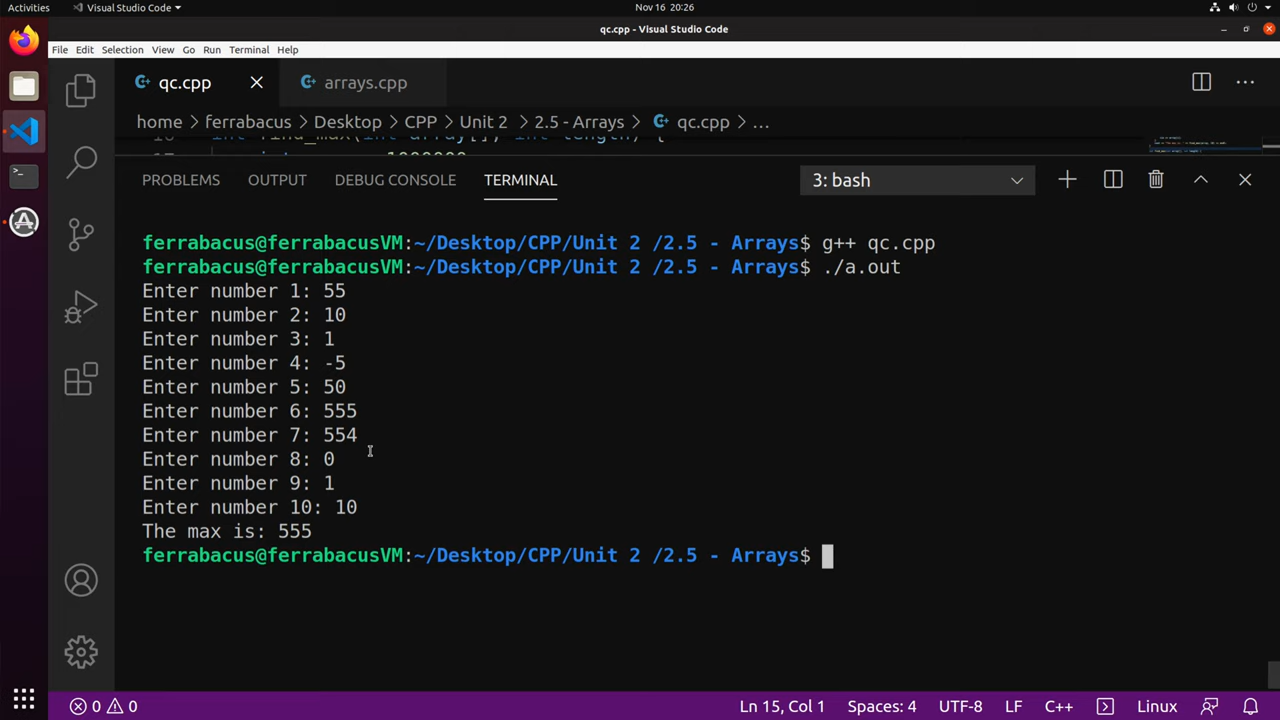 Activities
Visual Studio Code
Nov 16 20:26
qc.cpp - Visual Studio Code
File Edit Selection View Go Run Terminal Help
qc.cpp
arrays.cpp
home > ferrabacus > Desktop > CPP > Unit 2 > 2.5 - Arrays > qc.cpp > ...
PROBLEMS OUTPUT DEBUG CONSOLE TERMINAL
3: bash
ferrabacus@ferrabacusVM:~/Desktop/CPP/Unit 2 /2.5 - Arrays$ g++ qc.cpp
ferrabacus@ferrabacusVM:~/Desktop/CPP/Unit 2 /2.5 - Arrays$ ./a.out
Enter number 1: 55
Enter number 2: 10
Enter number 3: 1
Enter number 4: -5
Enter number 5: 50
Enter number 6: 555
Enter number 7: 554
Enter number 8: 0
Enter number 9: 1
Enter number 10: 10
The max is: 555
ferrabacus@ferrabacusVM:~/Desktop/CPP/Unit 2 /2.5 - Arrays$
0 0
Ln 15, Col 1 Spaces: 4 UTF-8 LF C++ Linux